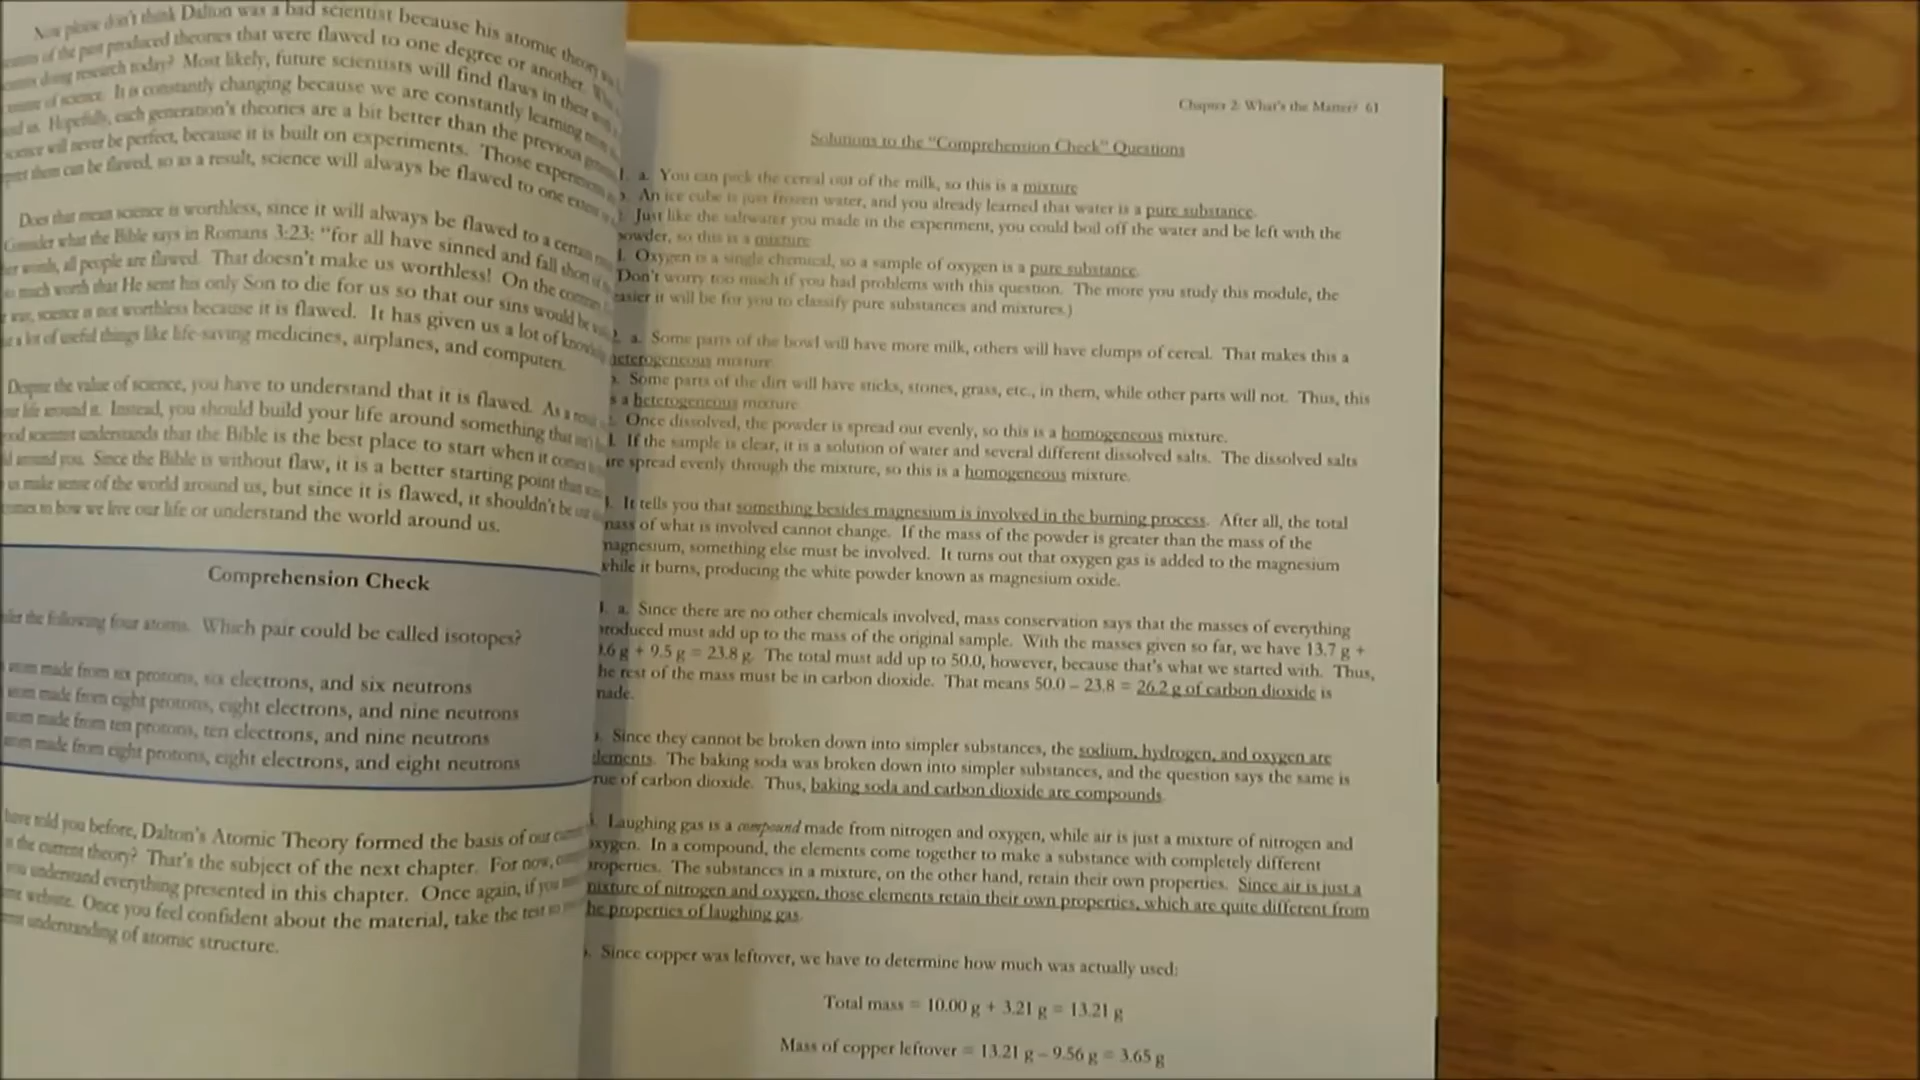 Now please don't think Dalton was a bad scientist because his atomic theory
of the past produced theories that were flawed to one degree or another.
doing research today? Most likely, future scientists will find flaws in their
of science. It is constantly changing because we are constantly learning
us. Hopefully, each generation's theories are a bit better than the previous
science will never be perfect, because it is built on experiments. Those
them can be flawed, so as a result, science will always be flawed to one
Does that mean science is worthless, since it will always be flawed to a certain
Consider what the Bible says in Romans 3:23: "for all have sinned and fall short of
words, all people are flawed. That doesn't make us worthless! On the
much worth that He sent his only Son to die for us so that our sins would be
way, science is not worthless because it is flawed. It has given us a lot of
a lot of useful things like life-saving medicines, airplanes, and computers.
Despite the value of science, you have to understand that it is flawed. As a
life around it. Instead, you should build your life around something that
good scientist understands that the Bible is the best place to start when it comes
around you. Since the Bible is without flaw, it is a better starting point than
us make sense of the world around us, but since it is flawed, it shouldn't be our
comes to how we live our life or understand the world around us.
Comprehension Check
the following four atoms. Which pair could be called isotopes?
atom made from six protons, six electrons, and six neutrons
atom made from eight protons, eight electrons, and nine neutrons
atom made from ten protons, ten electrons, and nine neutrons
atom made from eight protons, eight electrons, and eight neutrons
have told you before, Dalton's Atomic Theory formed the basis of our
is the current theory? That's the subject of the next chapter. For now,
you understand everything presented in this chapter. Once again, if you
website. Once you feel confident about the material, take the test
understanding of atomic structure.
Chapter 2: What's the Matter? 61
Solutions to the "Comprehension Check" Questions
1. a. You can pick the cereal out of the milk, so this is a mixture
b. An ice cube is just frozen water, and you already learned that water is a pure substance.
Just like the saltwater you made in the experiment, you could boil off the water and be left with the
powder, so this is a mixture
Oxygen is a single chemical, so a sample of oxygen is a pure substance.
Don't worry too much if you had problems with this question. The more you study this module, the
easier it will be for you to classify pure substances and mixtures.)
2. a. Some parts of the bowl will have more milk, others will have clumps of cereal. That makes this a
heterogeneous mixture.
Some parts of the dirt will have sticks, stones, grass, etc., in them, while other parts will not. Thus, this
is a heterogeneous mixture
Once dissolved, the powder is spread out evenly, so this is a homogeneous mixture.
If the sample is clear, it is a solution of water and several different dissolved salts. The dissolved salts
are spread evenly through the mixture, so this is a homogeneous mixture.
It tells you that something besides magnesium is involved in the burning process. After all, the total
mass of what is involved cannot change. If the mass of the powder is greater than the mass of the
magnesium, something else must be involved. It turns out that oxygen gas is added to the magnesium
while it burns, producing the white powder known as magnesium oxide.
a. Since there are no other chemicals involved, mass conservation says that the masses of everything
produced must add up to the mass of the original sample. With the masses given so far, we have 13.7 g +
.6 g + 9.5 g = 23.8 g. The total must add up to 50.0, however, because that's what we started with. Thus,
the rest of the mass must be in carbon dioxide. That means 50.0 – 23.8 = 26.2 g of carbon dioxide is
made.
Since they cannot be broken down into simpler substances, the sodium, hydrogen, and oxygen are
elements. The baking soda was broken down into simpler substances, and the question says the same is
true of carbon dioxide. Thus, baking soda and carbon dioxide are compounds.
Laughing gas is a compound made from nitrogen and oxygen, while air is just a mixture of nitrogen and
oxygen. In a compound, the elements come together to make a substance with completely different
properties. The substances in a mixture, on the other hand, retain their own properties. Since air is just a
mixture of nitrogen and oxygen, those elements retain their own properties, which are quite different from
the properties of laughing gas.
Since copper was leftover, we have to determine how much was actually used:
Total mass = 10.00 g + 3.21 g = 13.21 g
Mass of copper leftover = 13.21 g – 9.56 g = 3.65 g